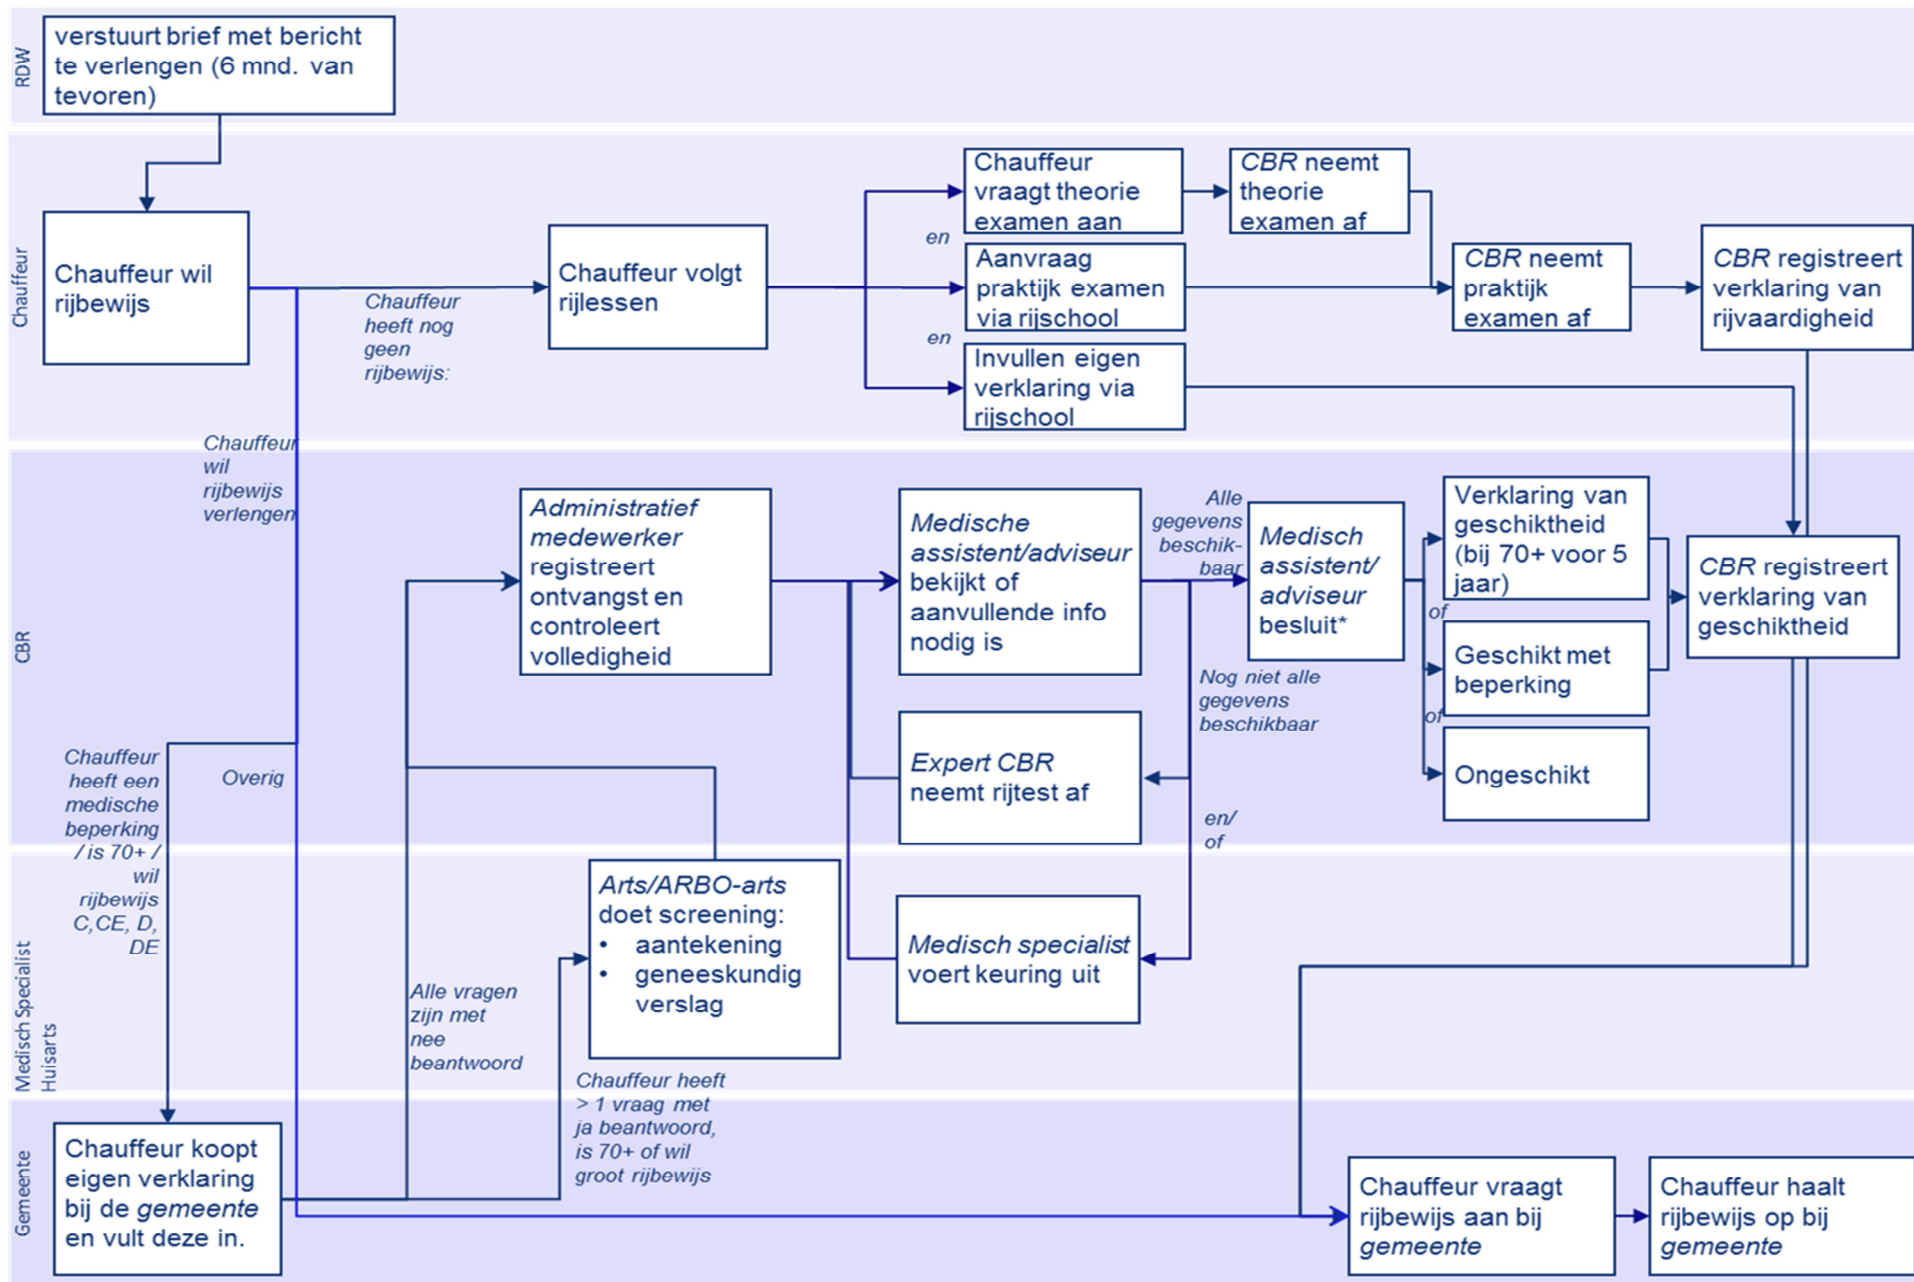 RDW
verstuurt brief met bericht
te verlengen (6 mnd. van
tevoren)
Chauffeur
Chauffeur wil
rijbewijs
Chauffeur
heeft nog
geen
rijbewijs:
Chauffeur volgt
rijlessen
Chauffeur
vraagt theorie
examen aan
en
Aanvraag
praktijk examen
via rijschool
en
Invullen eigen
verklaring via
rijschool
CBR neemt
theorie
examen af
CBR neemt
praktijk
examen af
CBR registreert
verklaring van
rijvaardigheid
Chauffeur
wil
rijbewijs
verlengen
CBR
Administratief
medewerker
registreert
ontvangst en
controleert
volledigheid
Medische
assistent/adviseur
bekijkt of
aanvullende info
nodig is
Alle
gegevens
beschik-
baar
Medisch
assistent/
adviseur
besluit*
Verklaring van
geschiktheid
(bij 70+ voor 5
jaar)
of
Geschikt met
beperking
of
Ongeschikt
CBR registreert
verklaring van
geschiktheid
Nog niet alle
gegevens
beschikbaar
Expert CBR
neemt rijtest af
en/
of
Chauffeur
heeft een
medische
beperking
/ is 70+ /
wil
rijbewijs
C,CE, D,
DE
Overig
Medisch Specialist
Huisarts
Arts/ARBO-arts
doet screening:
• aantekening
• geneeskundig
verslag
Medisch specialist
voert keuring uit
Alle vragen
zijn met
nee
beantwoord
Chauffeur heeft
> 1 vraag met
ja beantwoord,
is 70+ of wil
groot rijbewijs
Gemeente
Chauffeur koopt
eigen verklaring
bij de gemeente
en vult deze in.
Chauffeur vraagt
rijbewijs aan bij
gemeente
Chauffeur haalt
rijbewijs op bij
gemeente